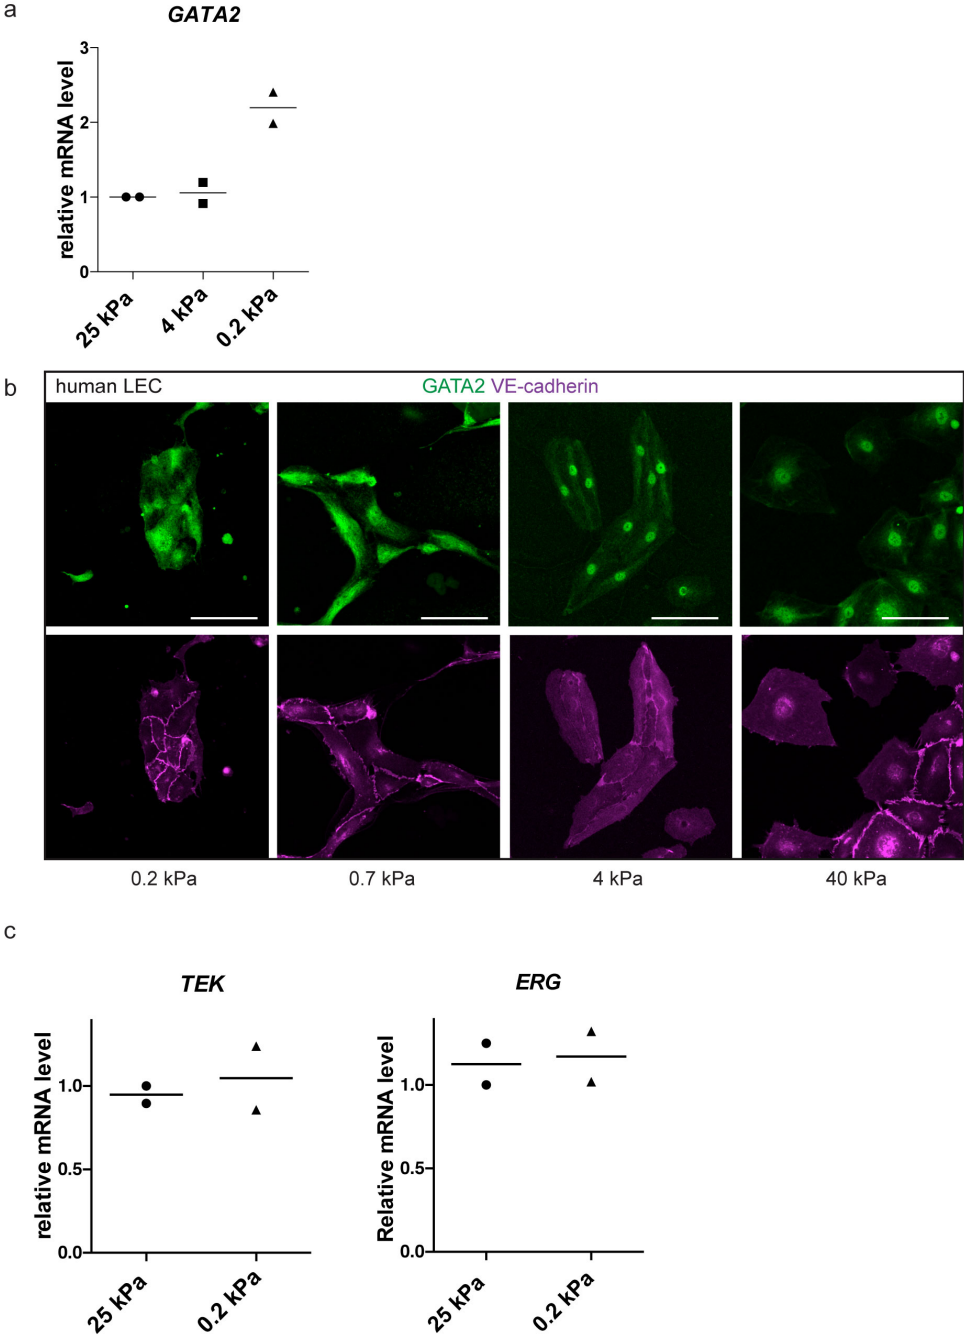 a
GATA2
relative mRNA level
3
2
1
0
25 kPa
4 kPa
0.2 kPa
b
human LEC
GATA2 VE-cadherin
0.2 kPa
0.7 kPa
4 kPa
40 kPa
c
TEK
relative mRNA level
1.0
0.5
0.0
25 kPa
0.2 kPa
ERG
Relative mRNA level
1.0
0.5
0.0
25 kPa
0.2 kPa